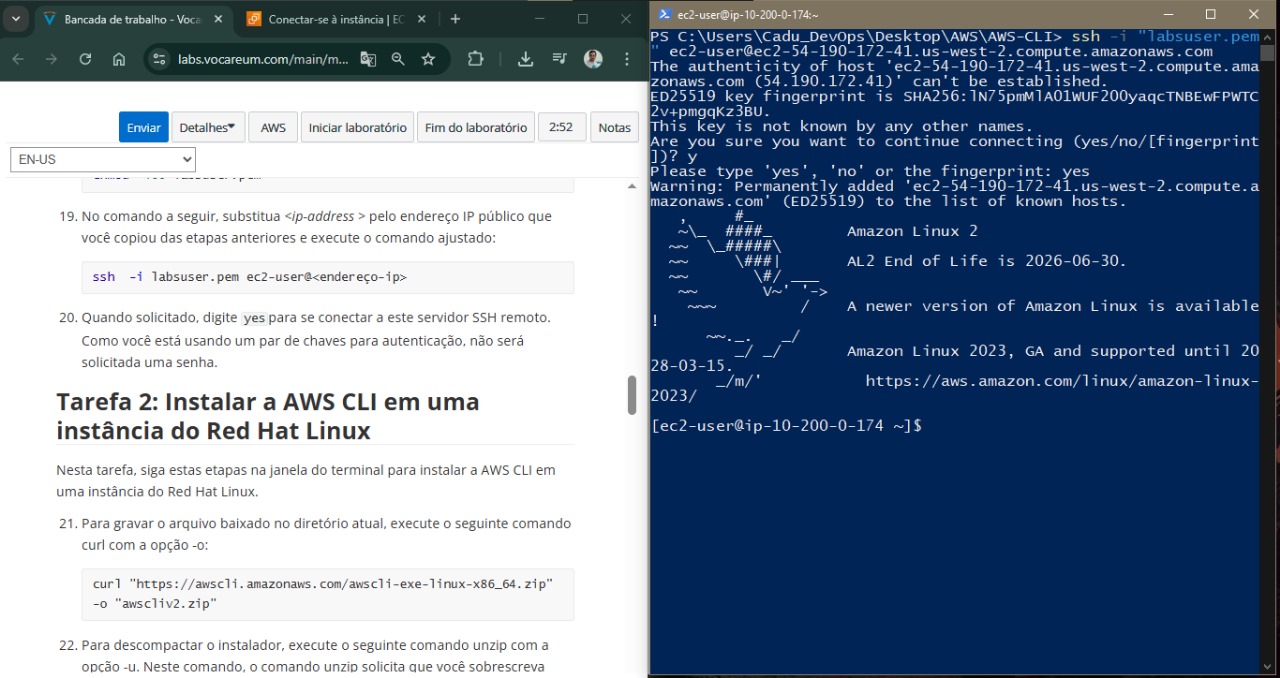 Bancada de trabalho - Voca
Conectar-se à instância | EC
labs.vocareum.com/main/m...
Enviar
Detalhes
AWS
Iniciar laboratório
Fim do laboratório
2:52
Notas
EN-US
19. No comando a seguir, substitua <ip-address > pelo endereço IP público que
você copiou das etapas anteriores e execute o comando ajustado:
ssh -i labsuser.pem ec2-user@<endereço-ip>
20. Quando solicitado, digite yes para se conectar a este servidor SSH remoto.
Como você está usando um par de chaves para autenticação, não será
solicitada uma senha.
Tarefa 2: Instalar a AWS CLI em uma
instância do Red Hat Linux
Nesta tarefa, siga estas etapas na janela do terminal para instalar a AWS CLI em
uma instância do Red Hat Linux.
21. Para gravar o arquivo baixado no diretório atual, execute o seguinte comando
curl com a opção -o:
curl "https://awscli.amazonaws.com/awscli-exe-linux-x86_64.zip"
-o "awscliv2.zip"
22. Para descompactar o instalador, execute o seguinte comando unzip com a
opção -u. Neste comando, o comando unzip solicita que você sobrescreva
ec2-user@ip-10-200-0-174:~
PS C:\Users\Cadu_DevOps\Desktop\AWS\AWS-CLI> ssh -i "labsuser.pem
" ec2-user@ec2-54-190-172-41.us-west-2.compute.amazonaws.com
The authenticity of host 'ec2-54-190-172-41.us-west-2.compute.ama
zonaws.com (54.190.172.41)' can't be established.
ED25519 key fingerprint is SHA256:lN75pmMlA01WUF200yaqcTNBEwFPWTC
2v+pmgqKz3BU.
This key is not known by any other names.
Are you sure you want to continue connecting (yes/no/[fingerprint
])? y
Please type 'yes', 'no' or the fingerprint: yes
Warning: Permanently added 'ec2-54-190-172-41.us-west-2.compute.a
mazonaws.com' (ED25519) to the list of known hosts.
   ,     #_
   ~\_  ####_        Amazon Linux 2
  ~~  \_#####\
  ~~     \###|       AL2 End of Life is 2026-06-30.
  ~~       \#/ ___
   ~~       V~' '->
    ~~~         /    A newer version of Amazon Linux is available
!
      ~~._.   _/
         _/ _/       Amazon Linux 2023, GA and supported until 20
28-03-15.
       _/m/'           https://aws.amazon.com/linux/amazon-linux-
2023/
[ec2-user@ip-10-200-0-174 ~]$